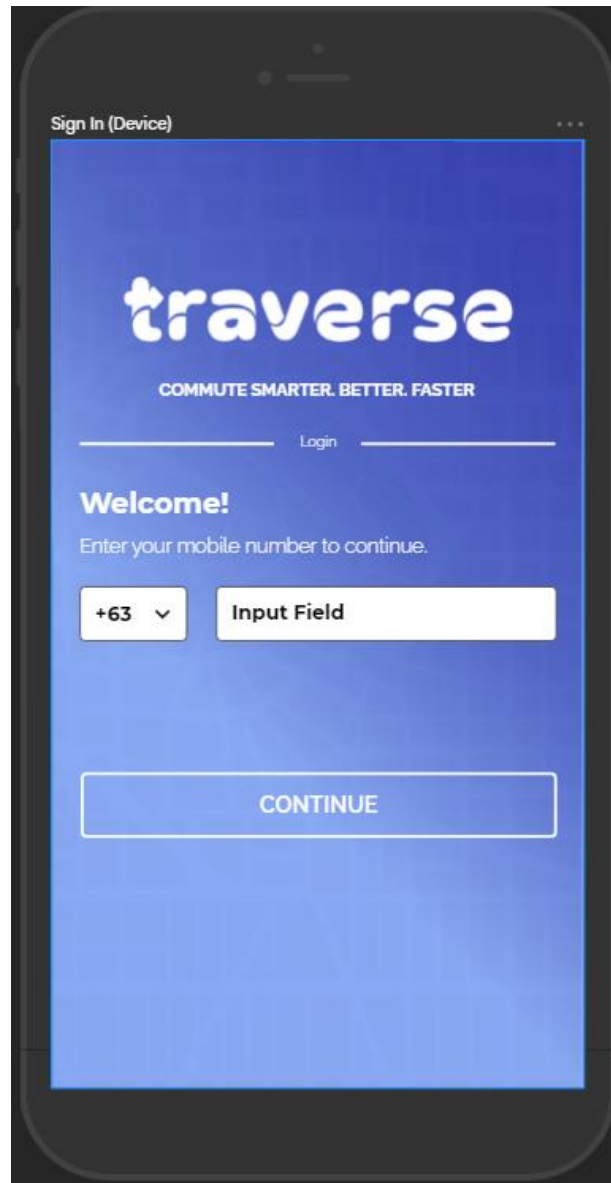 Sign In (Device)
traverse
COMMUTE SMARTER. BETTER. FASTER
Login
Welcome!
Enter your mobile number to continue.
+63 Input Field
CONTINUE